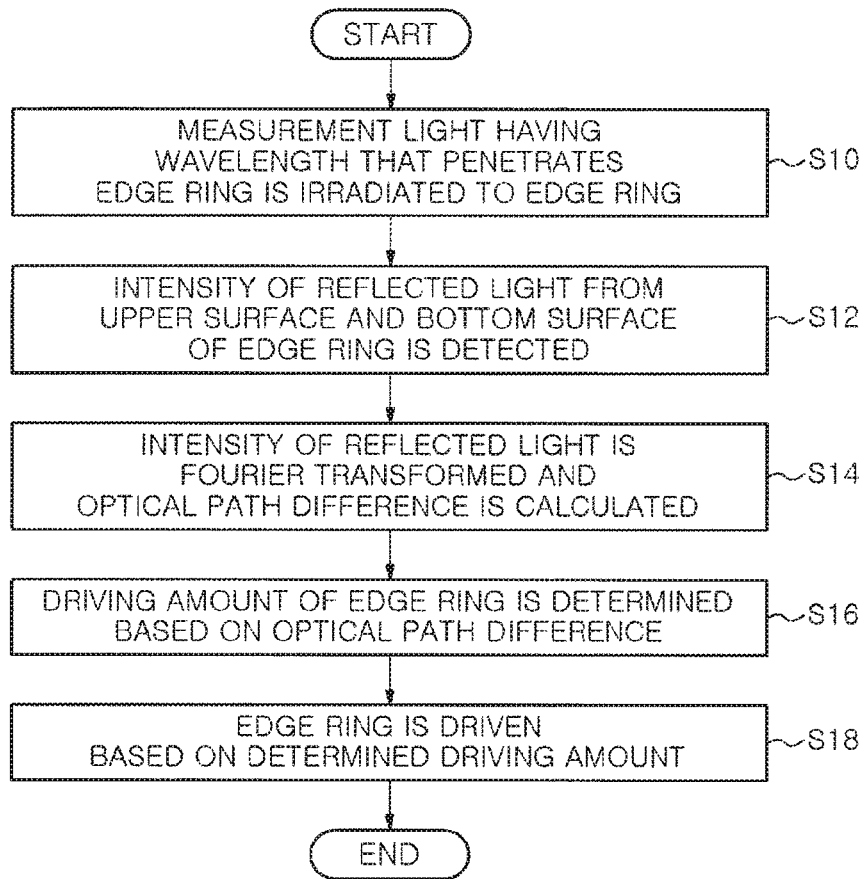 START
MEASUREMENT LIGHT HAVING
WAVELENGTH THAT PENETRATES
EDGE RING IS IRRADIATED TO EDGE RING
S10
INTENSITY OF REFLECTED LIGHT FROM
UPPER SURFACE AND BOTTOM SURFACE
OF EDGE RING IS DETECTED
S12
INTENSITY OF REFLECTED LIGHT IS
FOURIER TRANSFORMED AND
OPTICAL PATH DIFFERENCE IS CALCULATED
S14
DRIVING AMOUNT OF EDGE RING IS DETERMINED
BASED ON OPTICAL PATH DIFFERENCE
S16
EDGE RING IS DRIVEN
BASED ON DETERMINED DRIVING AMOUNT
S18
END